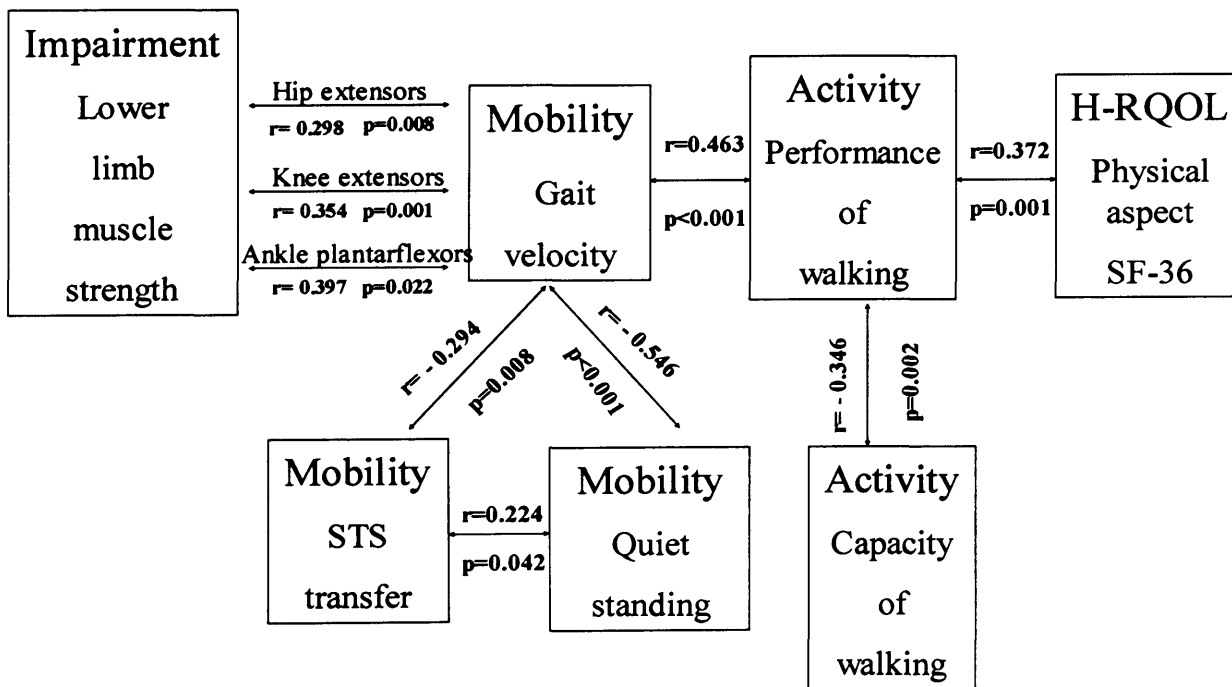 Impairment
Lower
limb
muscle
strength
Hip extensors
r= 0.298 p=0.008
Knee extensors
r= 0.354 p=0.001
Ankle plantarflexors
r= 0.397 p=0.022
Mobility
Gait
velocity
r=0.463
p<0.001
Activity
Performance
of
walking
r=0.372
p=0.001
H-RQOL
Physical
aspect
SF-36
r= - 0.294
p=0.008
r= - 0.546
p<0.001
r= - 0.346
p=0.002
Mobility
STS
transfer
r=0.224
p=0.042
Mobility
Quiet
standing
Activity
Capacity
of
walking